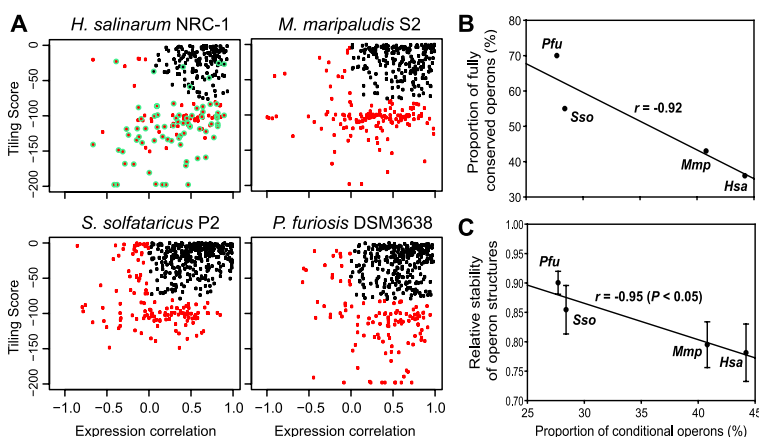 A
H. salinarum NRC-1
M. maripaludis S2
Tiling Score
0
−50
−100
−150
−200
S. solfataricus P2
P. furiosis DSM3638
Tiling Score
0
−50
−100
−150
−200
−1.0 −0.5 0.0 0.5 1.0
−1.0 −0.5 0.0 0.5 1.0
Expression correlation
Expression correlation
B
Proportion of fully
conserved operons (%)
80
70
60
50
40
30
Pfu
Sso
r = -0.92
Mmp
Hsa
C
Relative stability
of operon structures
1.00
0.95
0.90
0.85
0.80
0.75
0.70
Pfu
Sso
r = -0.95 (P < 0.05)
Mmp
Hsa
25 30 35 40 45
Proportion of conditional operons (%)